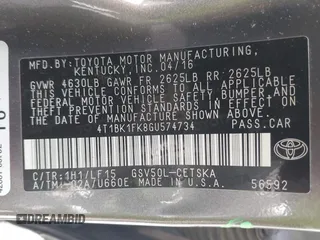 MFD. BY: TOYOTA MOTOR MANUFACTURING,
KENTUCKY, INC. 04/16
GVWR 4630LB GAWR FR 2625LB RR: 2625LB
THIS VEHICLE CONFORMS TO ALL APPLICABLE
FEDERAL MOTOR VEHICLE SAFETY, BUMPER, AND
THEFT PREVENTION STANDARDS IN EFFECT ON
THE DATE OF MANUFACTURE SHOWN ABOVE.
4T1BK1FK8GU574734 PASS.CAR
C/TR: 1H1/LF15 GSV50L-CETSKA
A/TM:-02A/U660E MADE IN U.S.A.
56592
TOYOTA
DREAMBID